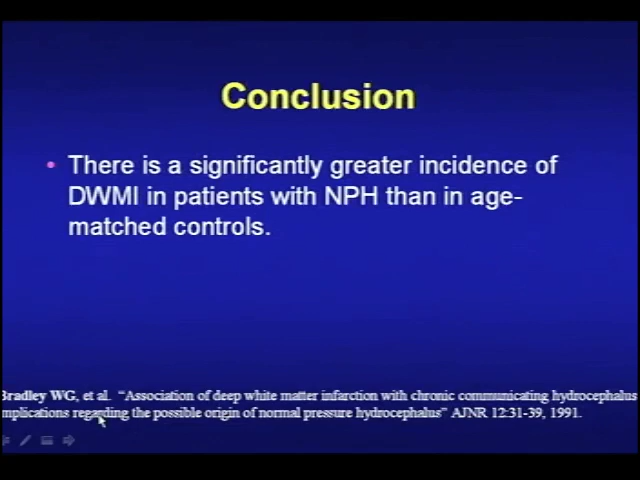 Conclusion
• There is a significantly greater incidence of
DWMI in patients with NPH than in age-
matched controls.
Bradley WG, et al. “Association of deep white matter infarction with chronic communicating hydrocephalus
mplications regarding the possible origin of normal pressure hydrocephalus” AJNR 12:31-39, 1991.